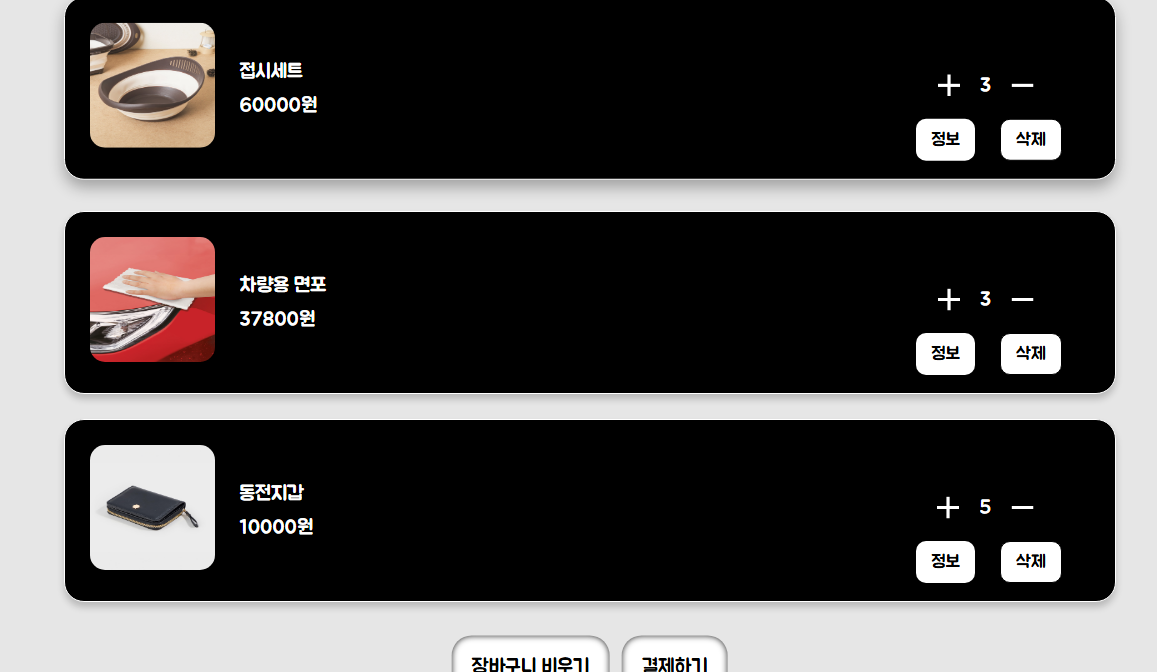 접시세트
60000원
3
정보 삭제
차량용 면포
37800원
3
정보 삭제
동전지갑
10000원
5
정보 삭제
장바구니 비우기 결제하기